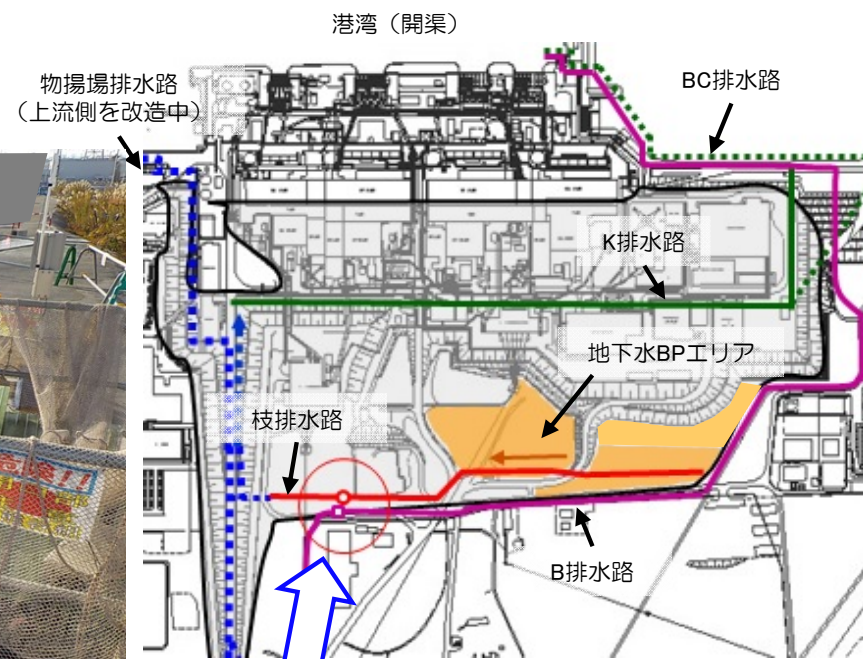 港湾（開渠）
物揚場排水路
（上流側を改造中）
BC排水路
K排水路
地下水BPエリア
枝排水路
B排水路